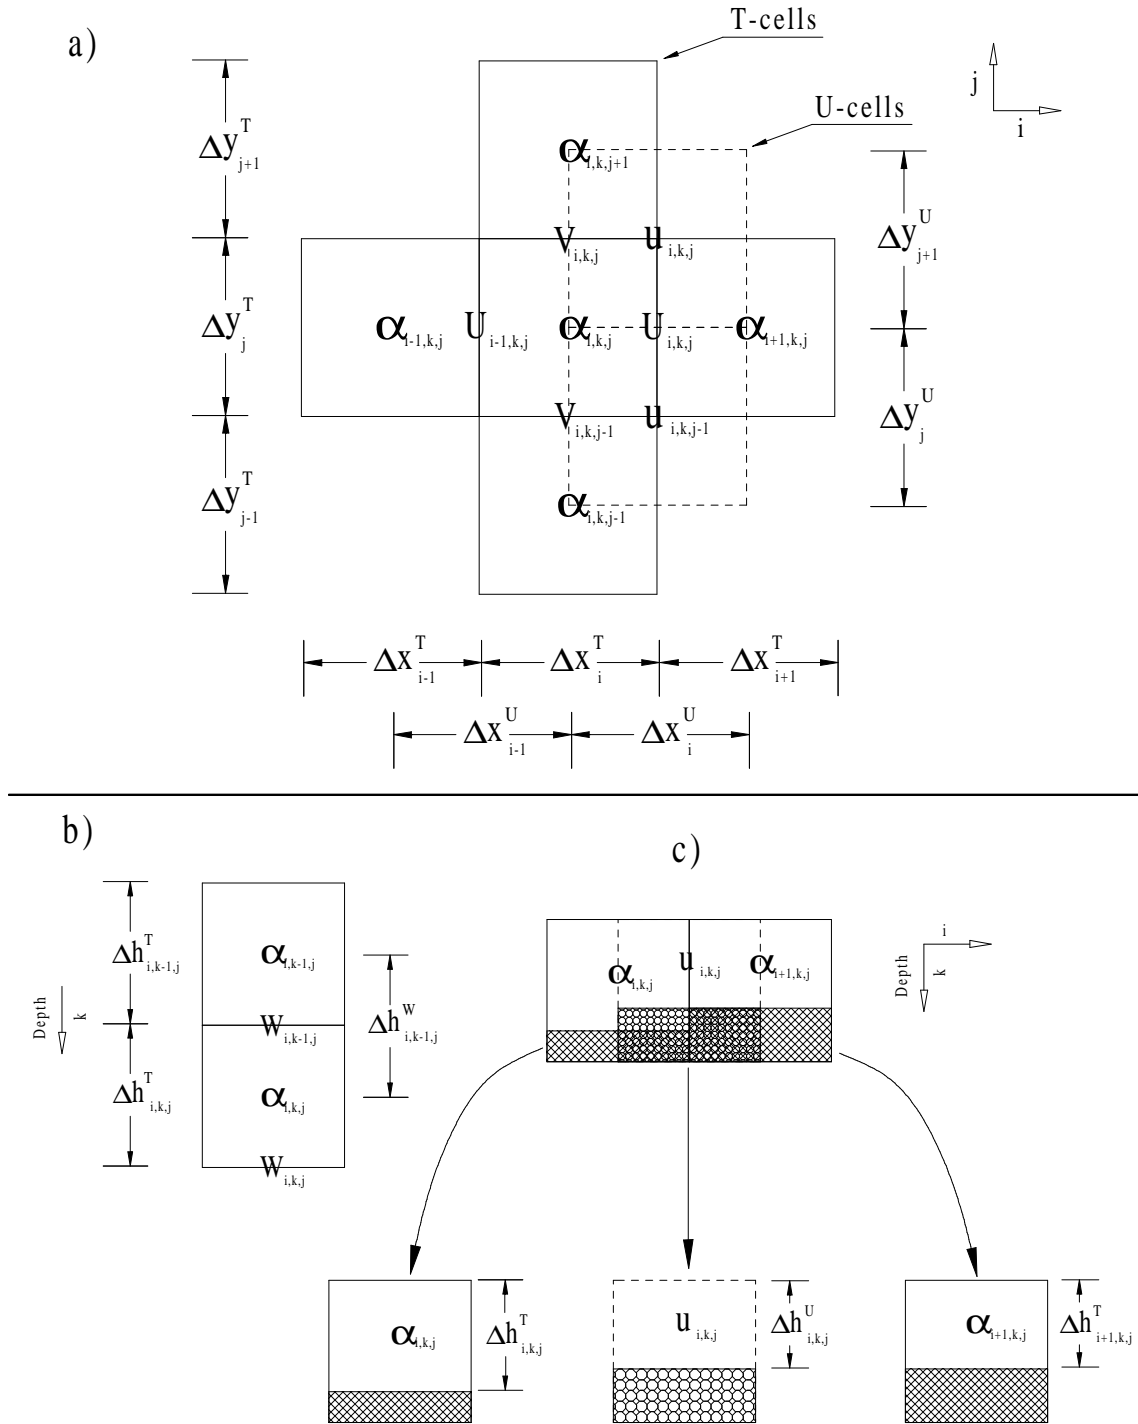 a)
T-cells
U-cells
j
i
Δy^T_{j+1}
α_{i,k,j+1}
Δy^U_{j+1}
V_{i,k,j} u_{i,k,j}
Δy^T_j
α_{i-1,k,j} U_{i-1,k,j} α_{i,k,j} U_{i,k,j} α_{i+1,k,j}
V_{i,k,j-1} u_{i,k,j-1}
Δy^U_j
Δy^T_{j-1}
α_{i,k,j-1}
Δx^T_{i-1} Δx^T_i Δx^T_{i+1}
Δx^U_{i-1} Δx^U_i
b)
Δh^T_{i,k-1,j}
α_{i,k-1,j}
Depth
k
W_{i,k-1,j}
Δh^W_{i,k-1,j}
Δh^T_{i,k,j}
α_{i,k,j}
W_{i,k,j}
c)
α_{i,k,j} u_{i,k,j} α_{i+1,k,j}
i
Depth
k
α_{i,k,j}
Δh^T_{i,k,j}
u_{i,k,j}
Δh^U_{i,k,j}
α_{i+1,k,j}
Δh^T_{i+1,k,j}